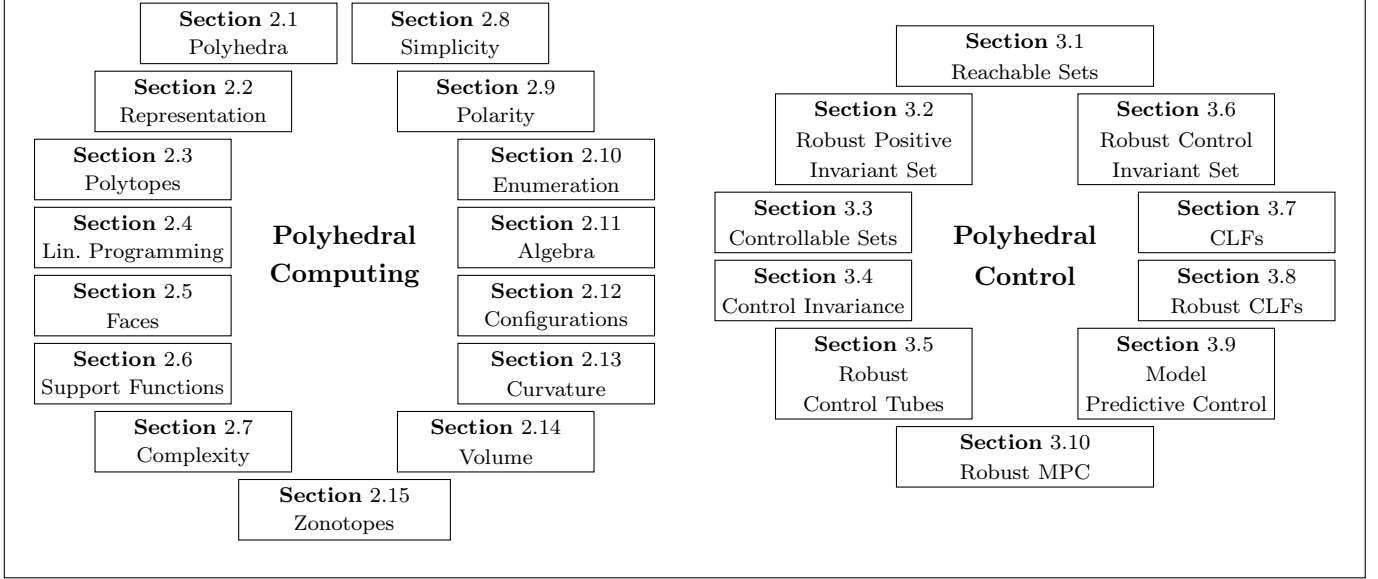 Section 2.1
Polyhedra
Section 2.8
Simplicity
Section 2.2
Representation
Section 2.9
Polarity
Section 2.3
Polytopes
Section 2.10
Enumeration
Section 2.4
Lin. Programming
Section 2.11
Algebra
Polyhedral
Computing
Section 2.5
Faces
Section 2.12
Configurations
Section 2.6
Support Functions
Section 2.13
Curvature
Section 2.7
Complexity
Section 2.14
Volume
Section 2.15
Zonotopes
Section 3.1
Reachable Sets
Section 3.2
Robust Positive
Invariant Set
Section 3.6
Robust Control
Invariant Set
Section 3.3
Controllable Sets
Section 3.7
CLFs
Polyhedral
Control
Section 3.4
Control Invariance
Section 3.8
Robust CLFs
Section 3.5
Robust
Control Tubes
Section 3.9
Model
Predictive Control
Section 3.10
Robust MPC